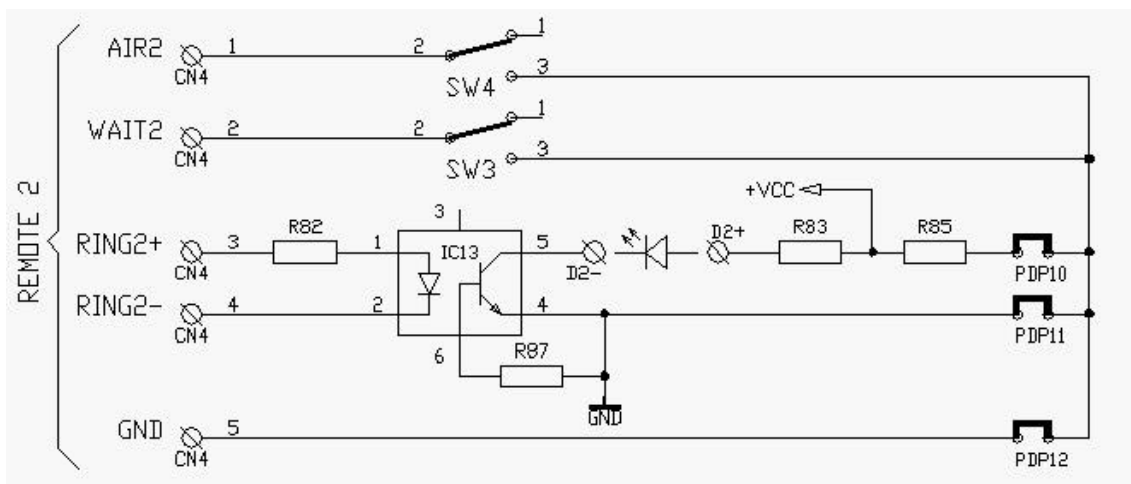 REMOTE 2
AIR2 CN4 1 2 1 3 SW4
WAIT2 CN4 2 2 1 3 SW3
+VCC
RING2+ CN4 3 R82 1 3 IC13 5 D2- D2+ R83 R85 PDP10
RING2- CN4 4 2 4 PDP11
6 R87
GND
GND CN4 5 PDP12